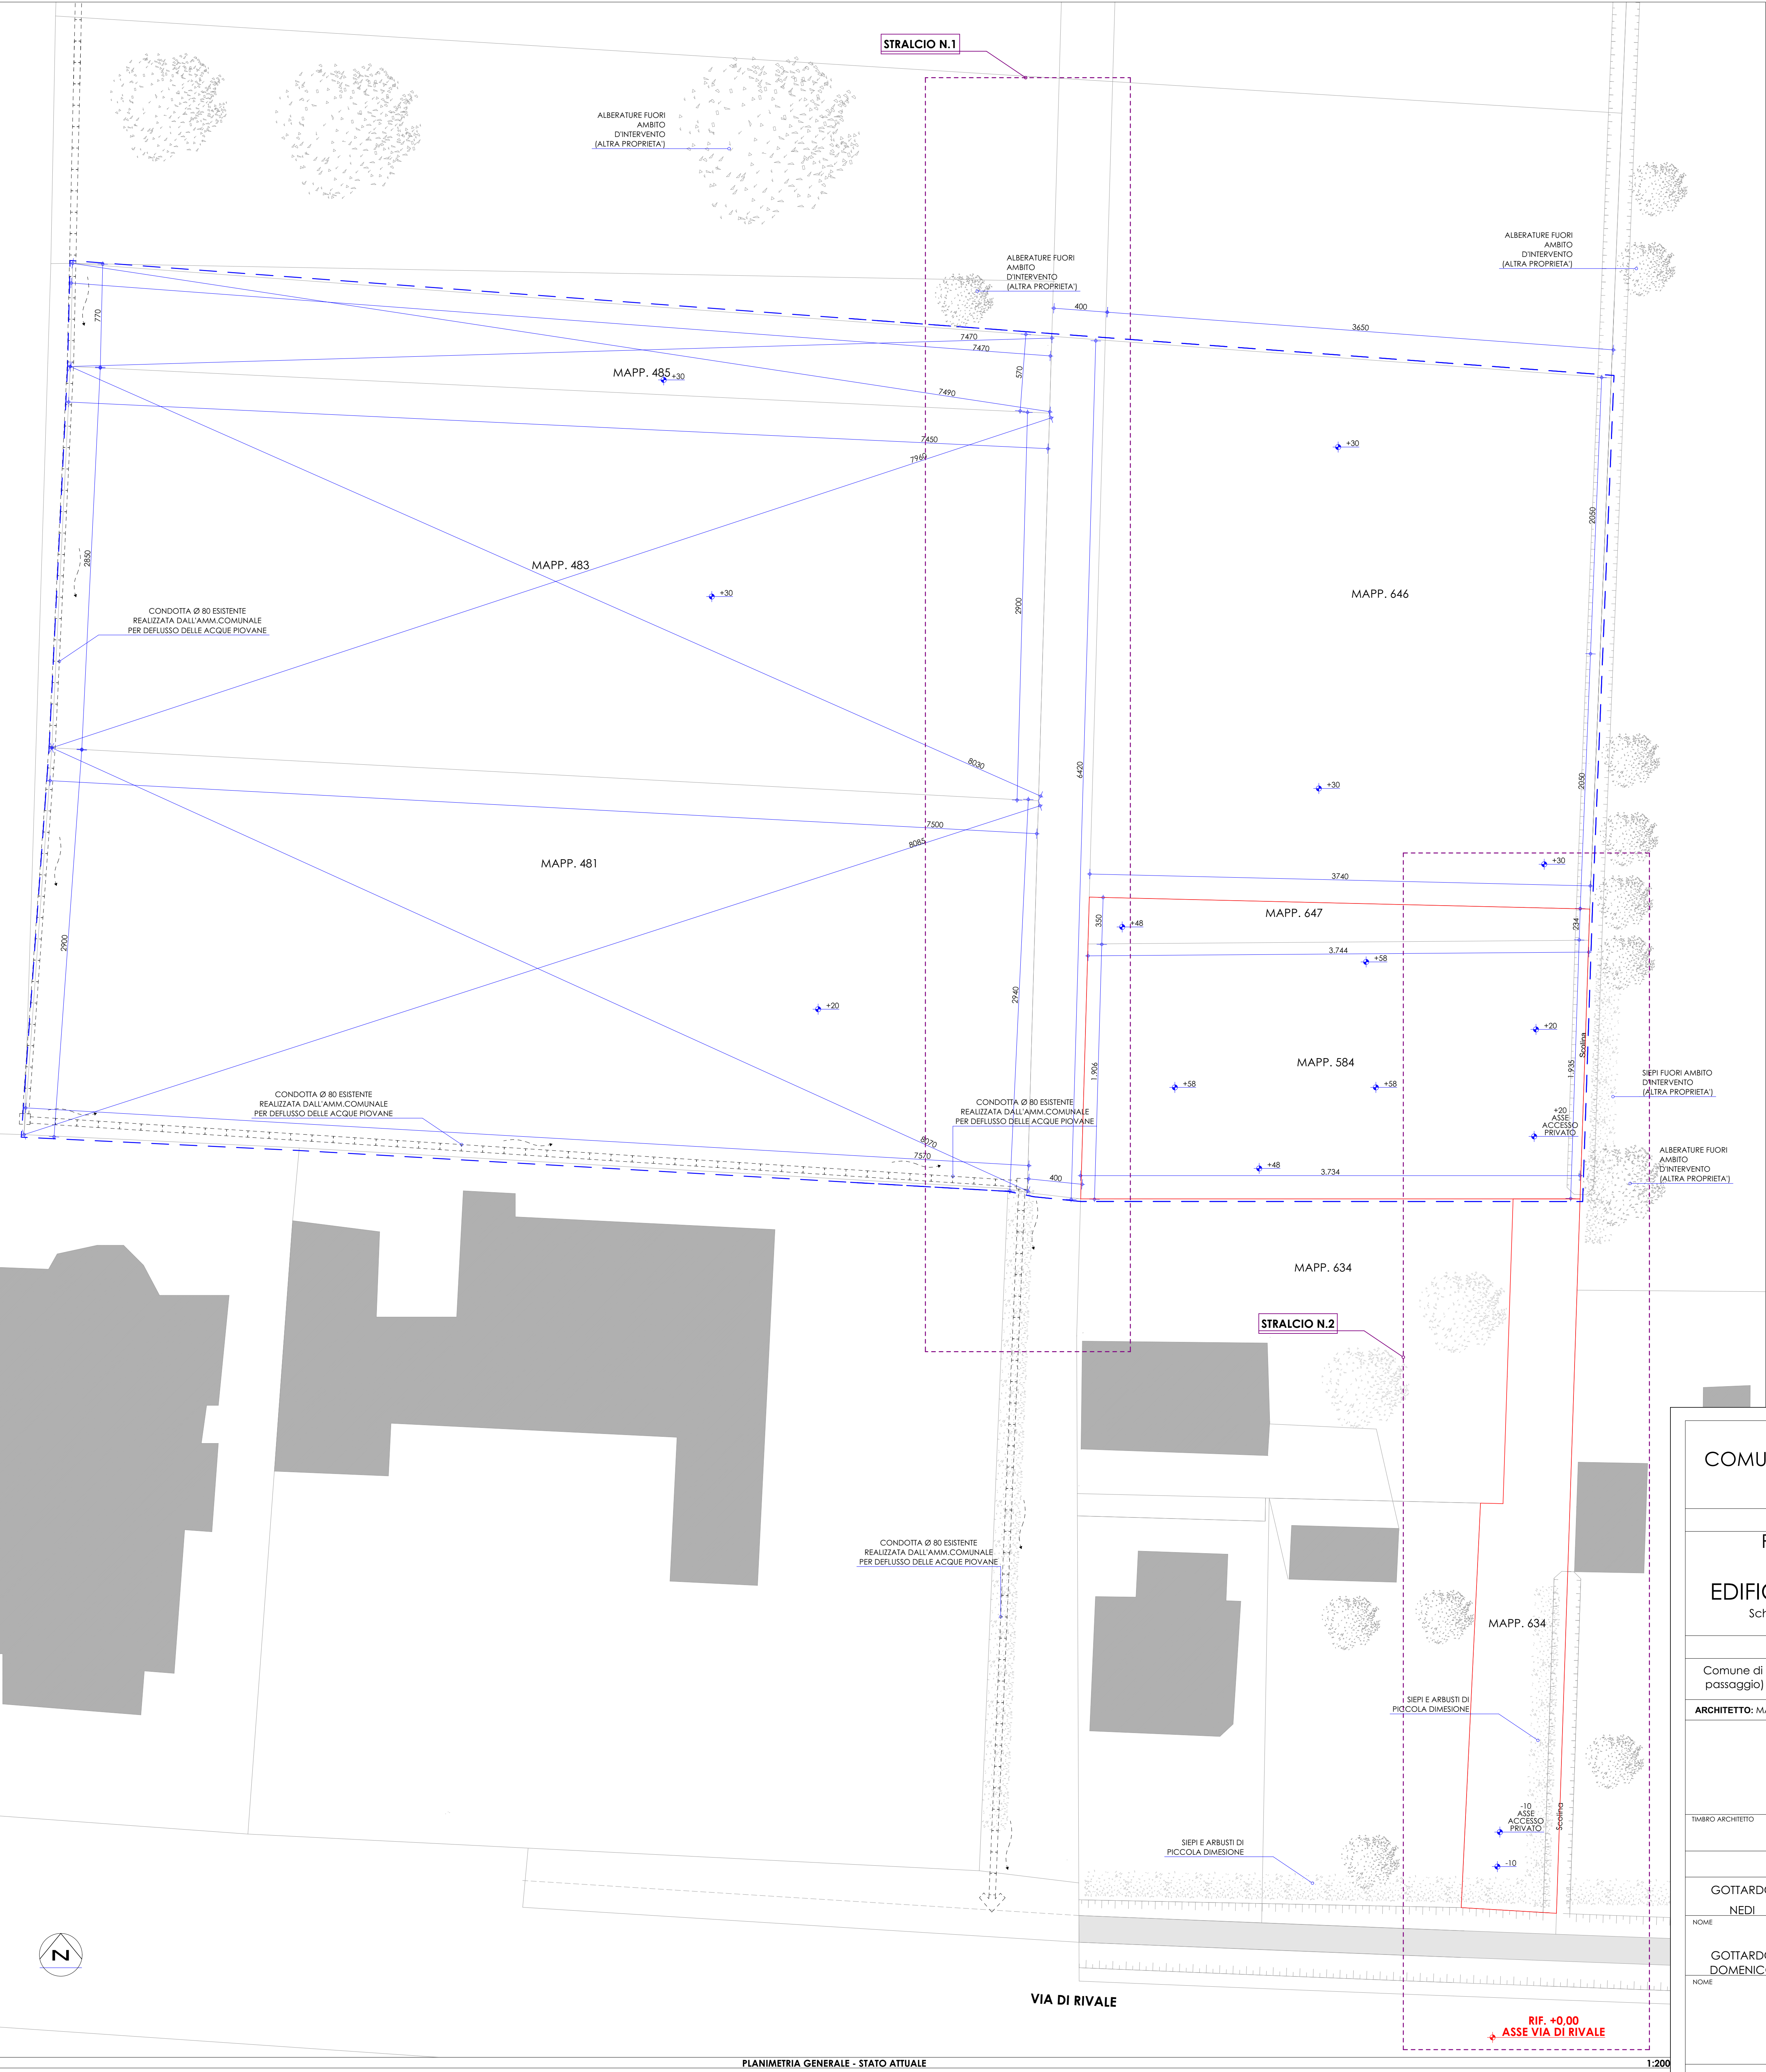 STRALCIO N.1
ALBERATURE FUORI
AMBITO
D'INTERVENTO
(ALTRA PROPRIETA')
ALBERATURE FUORI
AMBITO
D'INTERVENTO
(ALTRA PROPRIETA')
ALBERATURE FUORI
AMBITO
D'INTERVENTO
(ALTRA PROPRIETA')
400
3650
770
7470
7470
570
MAPP. 485
+30
7490
7450
7960
+30
2050
2850
MAPP. 483
+30
MAPP. 646
2900
CONDOTTA Ø 80 ESISTENTE
REALIZZATA DALL'AMM.COMUNALE
PER DEFLUSSO DELLE ACQUE PIOVANE
8030
6420
+30
2050
7500
8085
MAPP. 481
+30
3740
MAPP. 647
350
+48
234
2900
3.744
+58
2940
+20
+20
Scolina
MAPP. 584
1.906
1.935
+58
+58
SIEPI FUORI AMBITO
D'INTERVENTO
(ALTRA PROPRIETA')
CONDOTTA Ø 80 ESISTENTE
REALIZZATA DALL'AMM.COMUNALE
PER DEFLUSSO DELLE ACQUE PIOVANE
CONDOTTA Ø 80 ESISTENTE
REALIZZATA DALL'AMM.COMUNALE
PER DEFLUSSO DELLE ACQUE PIOVANE
+20
ASSE
ACCESSO
PRIVATO
8070
7570
+48
3.734
400
ALBERATURE FUORI
AMBITO
D'INTERVENTO
(ALTRA PROPRIETA')
MAPP. 634
STRALCIO N.2
CONDOTTA Ø 80 ESISTENTE
REALIZZATA DALL'AMM.COMUNALE
PER DEFLUSSO DELLE ACQUE PIOVANE
MAPP. 634
SIEPI E ARBUSTI DI
PICCOLA DIMESIONE
-10
ASSE
ACCESSO
PRIVATO
Scolina
SIEPI E ARBUSTI DI
PICCOLA DIMESIONE
-10
N
VIA DI RIVALE
RIF. +0,00
ASSE VIA DI RIVALE
PLANIMETRIA GENERALE - STATO ATTUALE
1:200
COMU
EDIFI
Sch
Comune di
passaggio)
ARCHITETTO: MA
TIMBRO ARCHITETTO
GOTTARDO
NEDI
NOME
GOTTARDO
DOMENICO
NOME